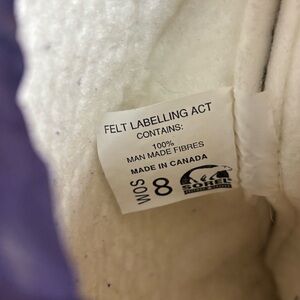 FELT LABELLING ACT
CONTAINS:
100%
MAN MADE FIBRES
MADE IN CANADA
WOS 8
SOREL